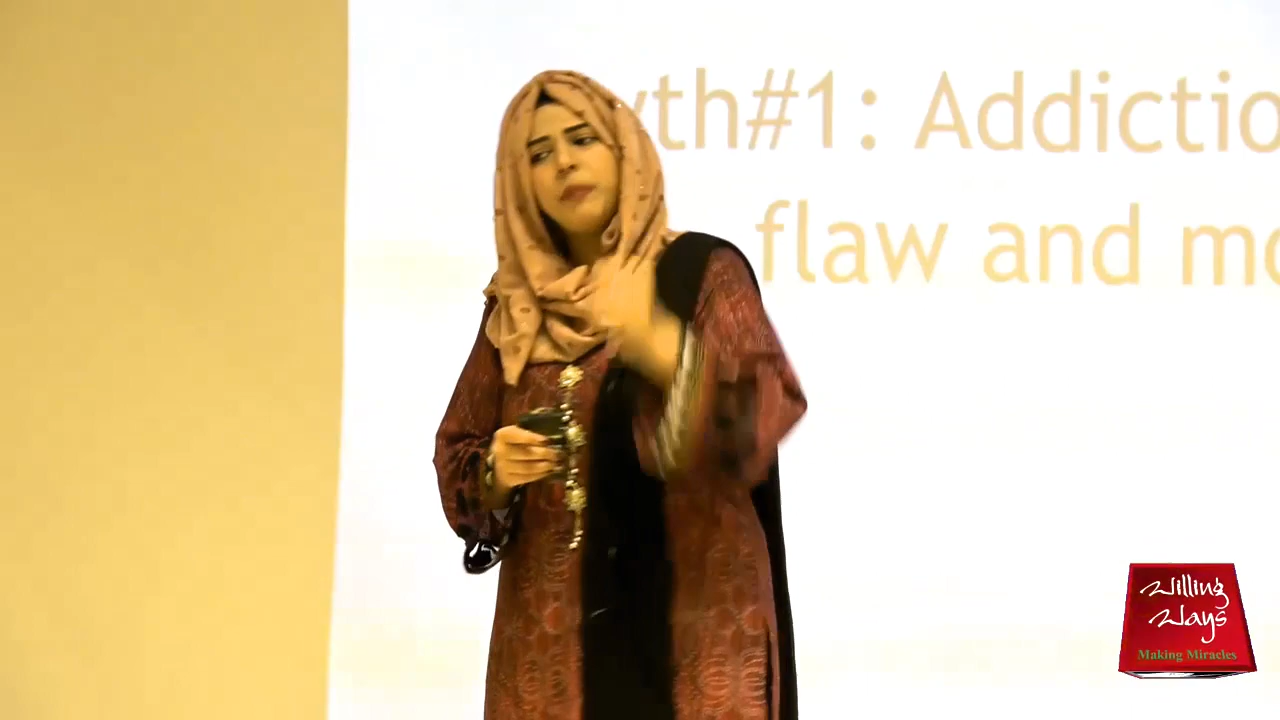 yth#1: Addictio
flaw and mo
Willing
Ways
Making Miracles